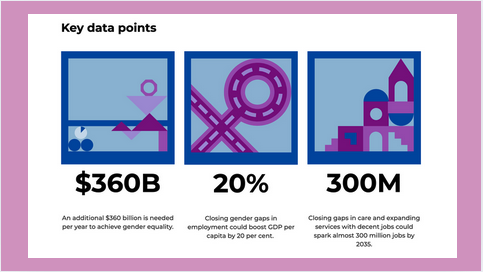 Key data points
$360B
20%
300M
An additional $360 billion is needed
per year to achieve gender equality.
Closing gender gaps in
employment could boost GDP per
capita by 20 per cent.
Closing gaps in care and expanding
services with decent jobs could
spark almost 300 million jobs by
2035.